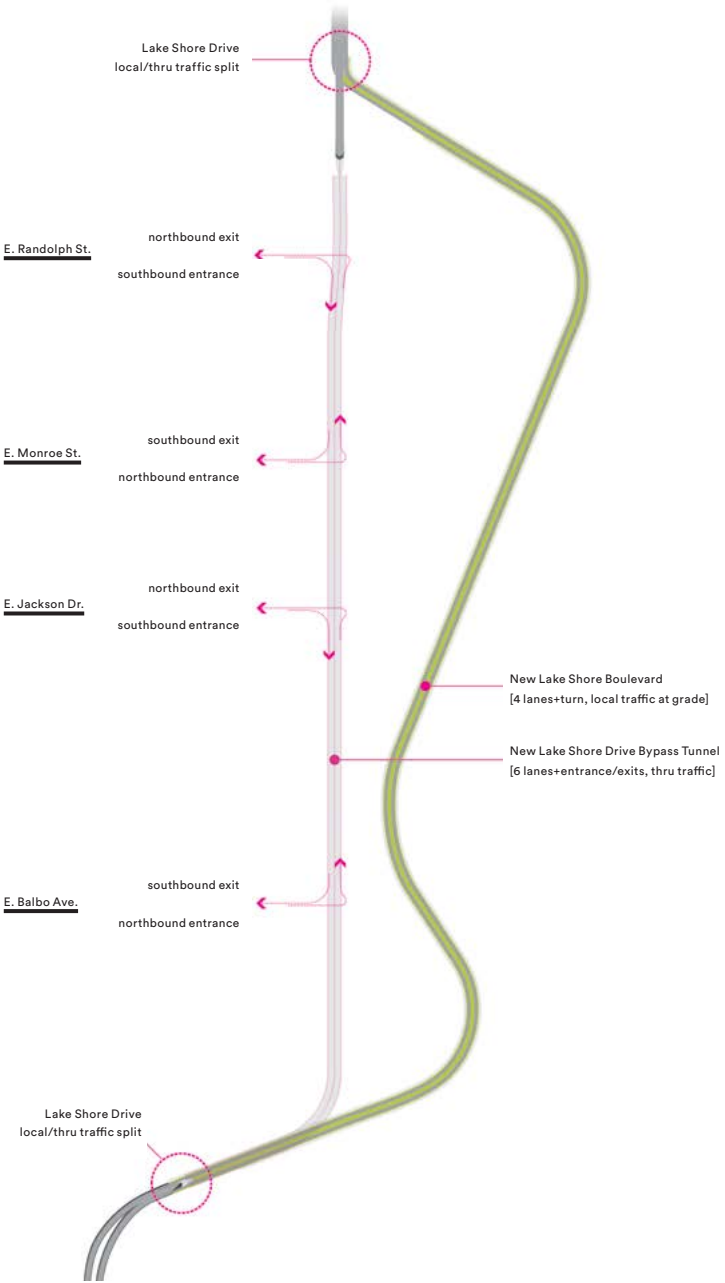 Lake Shore Drive
local/thru traffic split
northbound exit
E. Randolph St.
southbound entrance
southbound exit
E. Monroe St.
northbound entrance
northbound exit
E. Jackson Dr.
southbound entrance
New Lake Shore Boulevard
[4 lanes+turn, local traffic at grade]
New Lake Shore Drive Bypass Tunnel
[6 lanes+entrance/exits, thru traffic]
southbound exit
E. Balbo Ave.
northbound entrance
Lake Shore Drive
local/thru traffic split